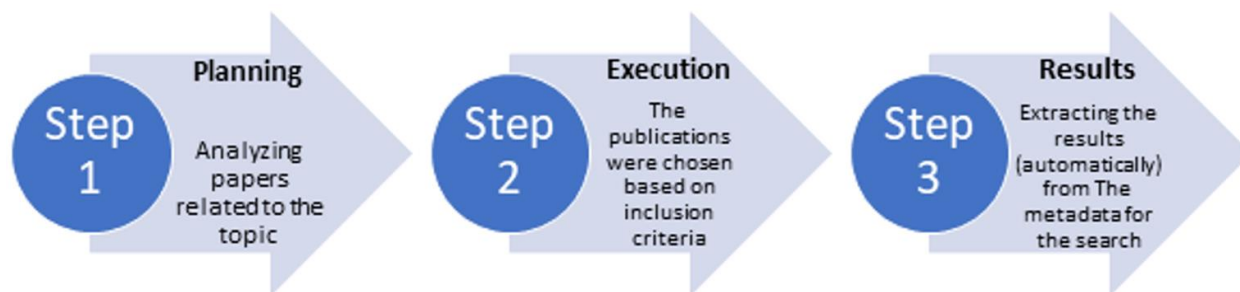 Step
1
Planning
Analyzing
papers
related to the
topic
Step
2
Execution
The
publications
were chosen
based on
inclusion
criteria
Step
3
Results
Extracting the
results
(automatically)
from The
metadata for
the search